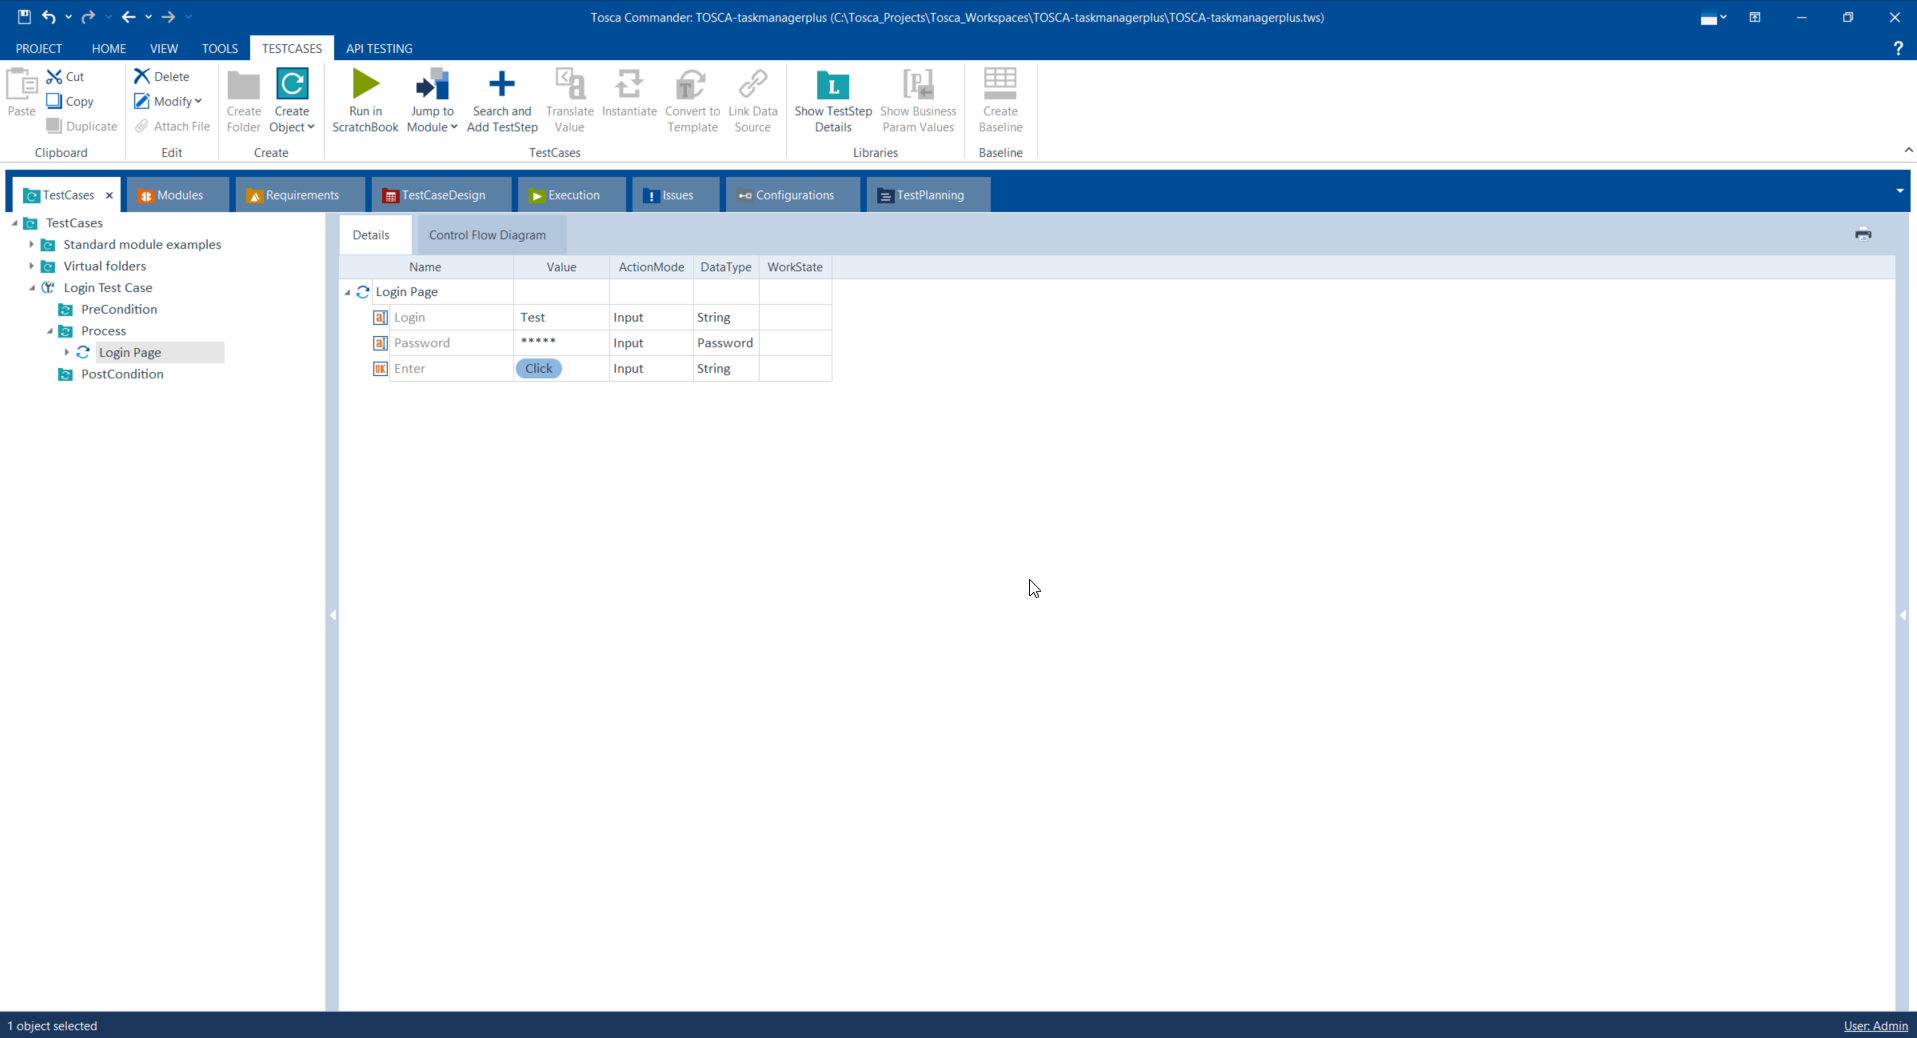 Tosca Commander: TOSCA-taskmanagerplus (C:\Tosca_Projects\Tosca_Workspaces\TOSCA-taskmanagerplus\TOSCA-taskmanagerplus.tws)
PROJECT HOME VIEW TOOLS TESTCASES API TESTING ?
Paste
Cut
Copy
Duplicate
Clipboard
Delete
Modify
Attach File
Edit
Create Folder
Create Object
Create
Run in ScratchBook
Jump to Module
Search and Add TestStep
Translate Value
Instantiate
Convert to Template
Link Data Source
TestCases
Show TestStep Details
Show Business Param Values
Libraries
Create Baseline
Baseline
TestCases Modules Requirements TestCaseDesign Execution Issues Configurations TestPlanning
TestCases
Standard module examples
Virtual folders
Login Test Case
PreCondition
Process
Login Page
PostCondition
Details Control Flow Diagram
Name Value ActionMode DataType WorkState
Login Page
Login Test Input String
Password ***** Input Password
Enter Click Input String
1 object selected
User: Admin